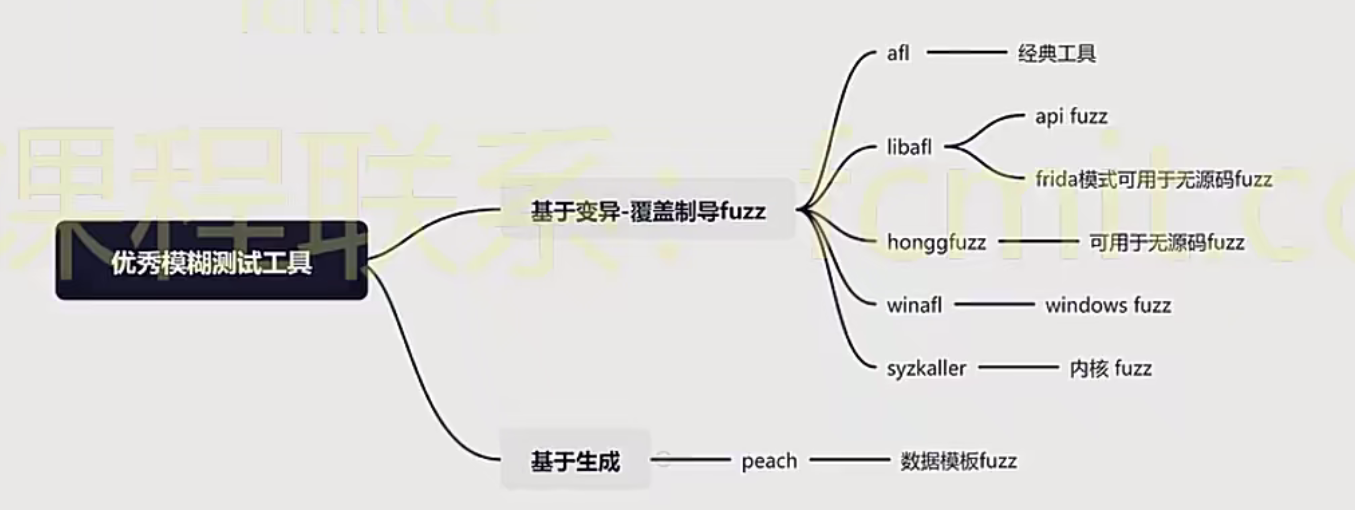 优秀模糊测试工具
基于变异-覆盖制导fuzz
afl
经典工具
libafl
api fuzz
frida模式可用于无源码fuzz
honggfuzz
可用于无源码fuzz
winafl
windows fuzz
syzkaller
内核 fuzz
基于生成
peach
数据模板fuzz
课程联系：fcmit.cc